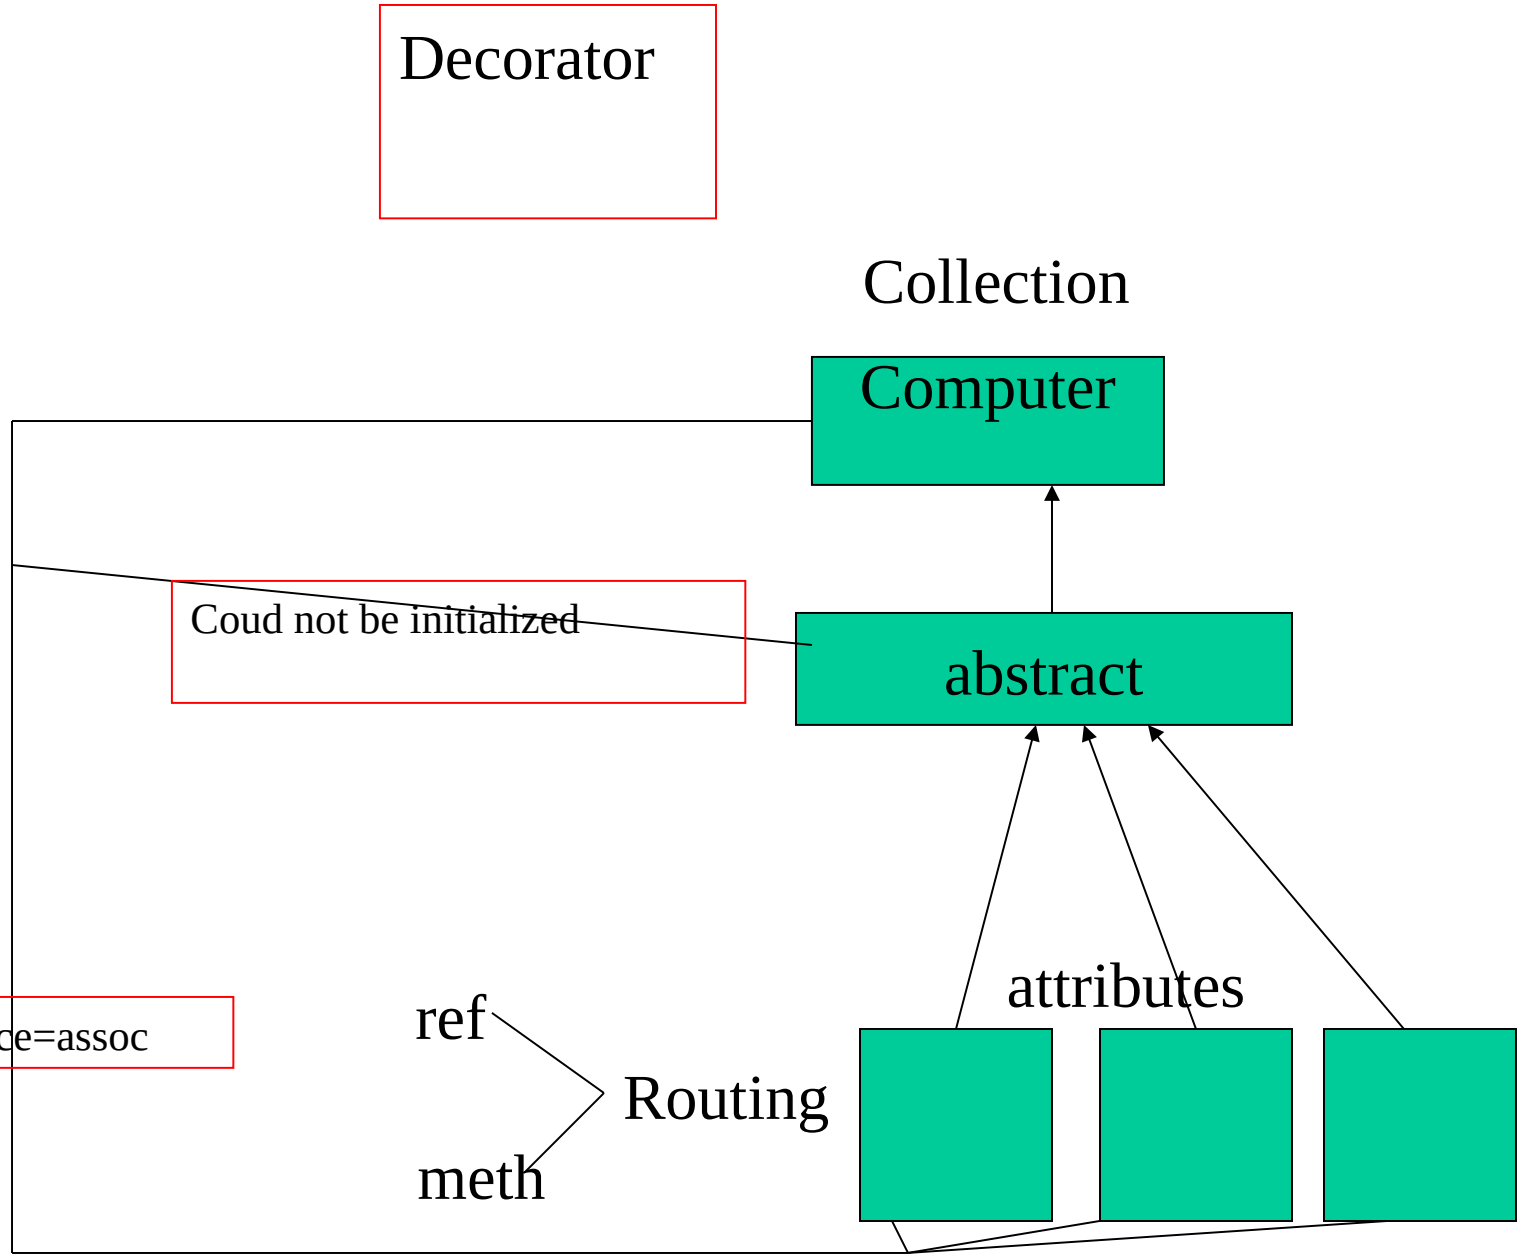 Decorator
Collection
Computer
Coud not be initialized
abstract
attributes
ref
ce=assoc
Routing
meth